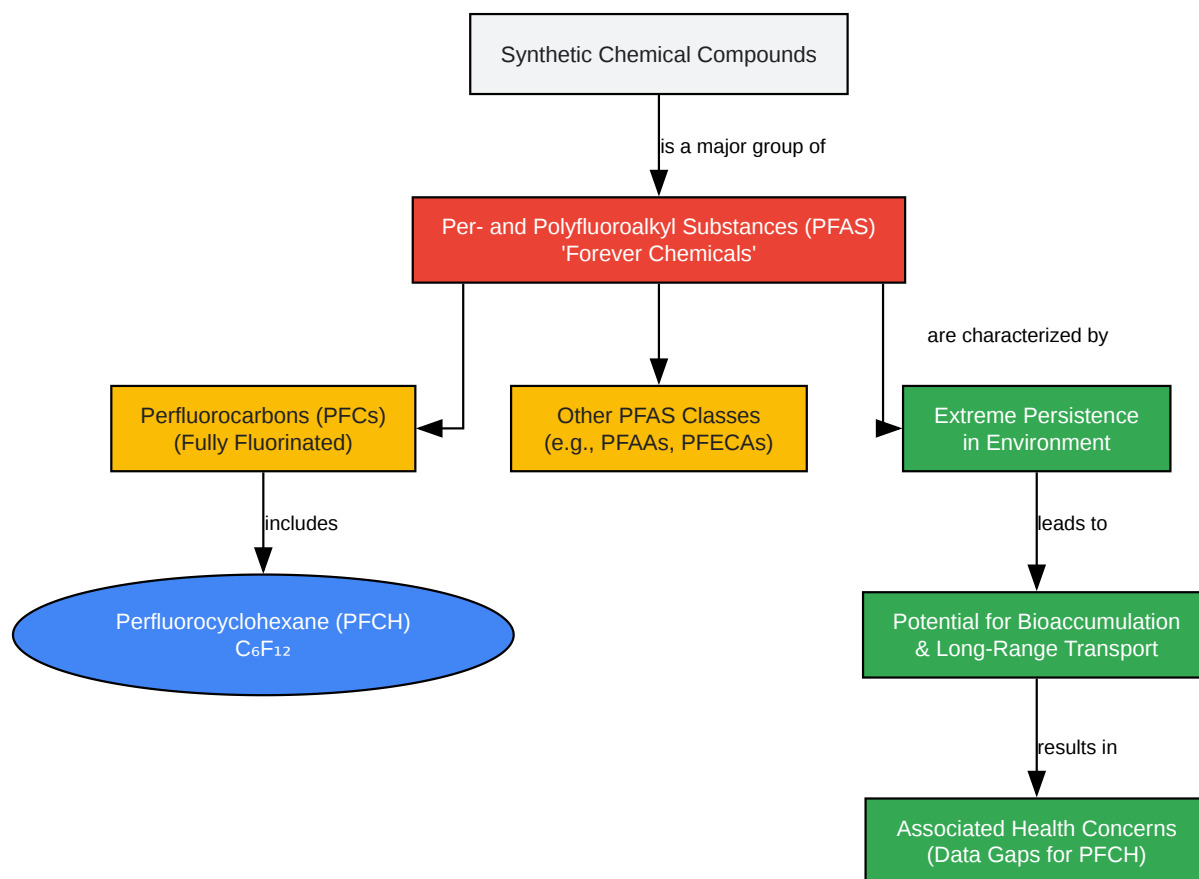 Synthetic Chemical Compounds
is a major group of
Per- and Polyfluoroalkyl Substances (PFAS)
'Forever Chemicals'
are characterized by
Perfluorocarbons (PFCs)
(Fully Fluorinated)
Other PFAS Classes
(e.g., PFAAs, PFECAs)
Extreme Persistence
in Environment
includes
leads to
Perfluorocyclohexane (PFCH)
C₆F₁₂
Potential for Bioaccumulation
& Long-Range Transport
results in
Associated Health Concerns
(Data Gaps for PFCH)